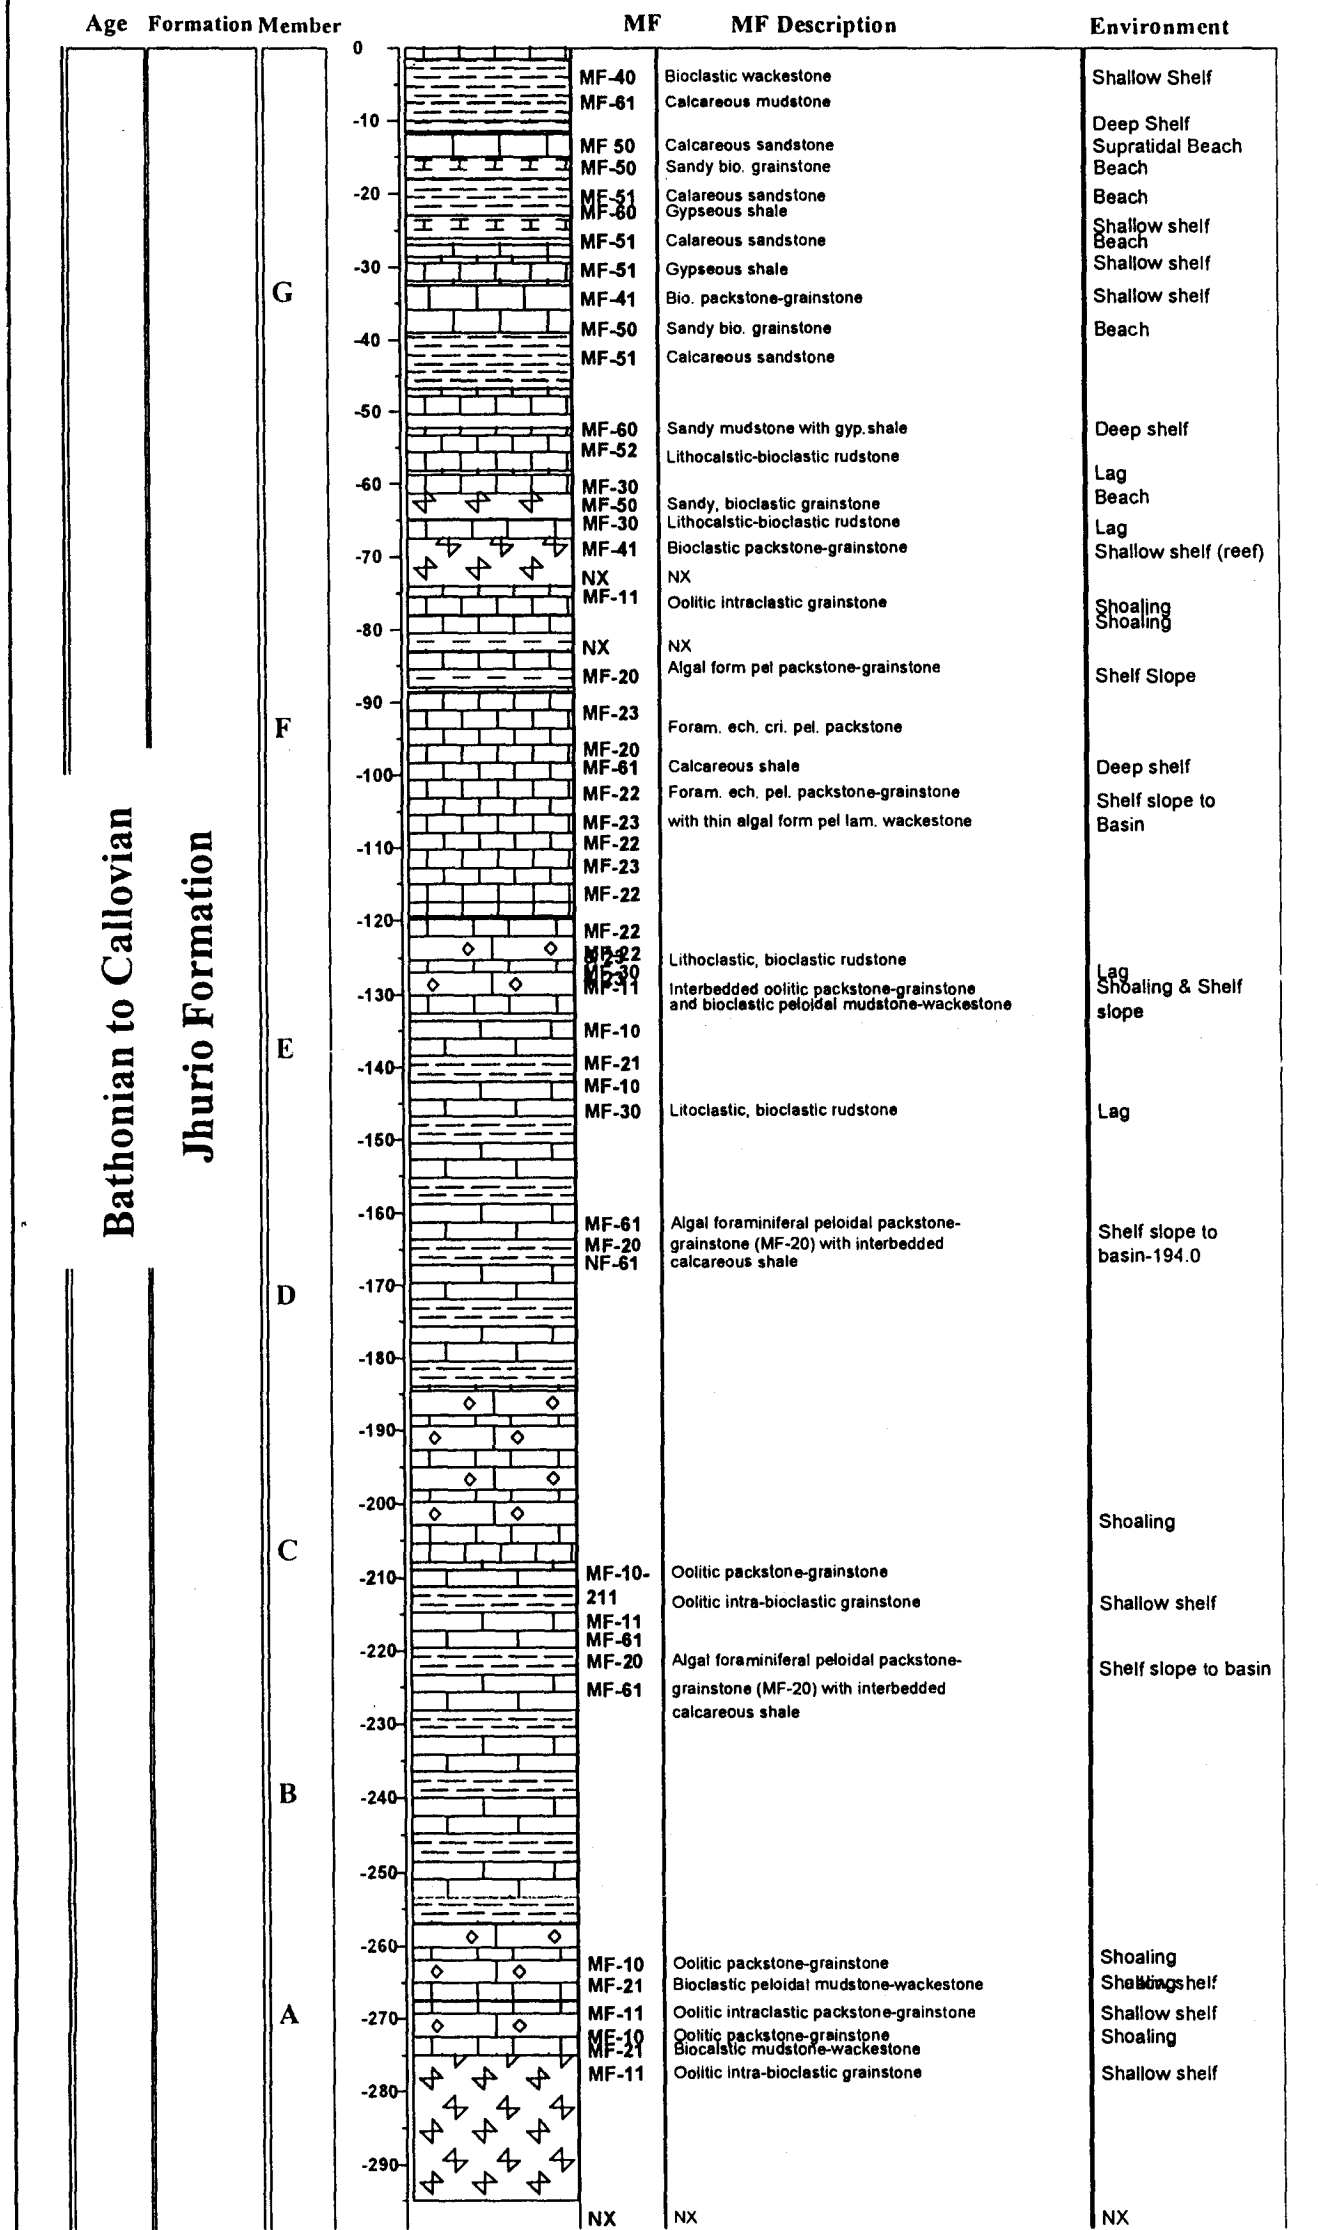 Age Formation Member MF MF Description Environment
0
MF-40 Bioclastic wackestone Shallow Shelf
MF-61 Calcareous mudstone
-10 Deep Shelf
MF 50 Calcareous sandstone Supratidal Beach
MF-50 Sandy bio. grainstone Beach
-20 MF-51 Calareous sandstone Beach
MF-60 Gypseous shale
Shallow shelf
MF-51 Calareous sandstone Beach
-30 MF-51 Gypseous shale Shallow shelf
G MF-41 Bio. packstone-grainstone Shallow shelf
MF-50 Sandy bio. grainstone Beach
-40
MF-51 Calcareous sandstone
-50
MF-60 Sandy mudstone with gyp.shale Deep shelf
MF-52 Lithocalstic-bioclastic rudstone
Lag
-60 MF-30
Beach
MF-50 Sandy, bioclastic grainstone
MF-30 Lithocalstic-bioclastic rudstone Lag
-70 MF-41 Bioclastic packstone-grainstone Shallow shelf (reef)
NX NX
MF-11 Oolitic intraclastic grainstone Shoaling
Shoaling
-80
NX NX
MF-20 Algal form pel packstone-grainstone Shelf Slope
-90
MF-23
F Foram. ech. cri. pel. packstone
MF-20
-100 MF-61 Calcareous shale Deep shelf
MF-22 Foram. ech. pel. packstone-grainstone Shelf slope to
MF-23 with thin algal form pel lam. wackestone Basin
-110 MF-22
MF-23
MF-22
-120
MF-22
MF-22
Lithoclastic, bioclastic rudstone
MF-30 Lag
-130 MF-11 Interbedded oolitic packstone-grainstone Shoaling & Shelf
and bioclastic peloidal mudstone-wackestone slope
MF-10
E
-140 MF-21
MF-10
MF-30 Litoclastic, bioclastic rudstone Lag
-150
-160
MF-61 Algal foraminiferal peloidal packstone- Shelf slope to
MF-20 grainstone (MF-20) with interbedded basin-194.0
NF-61 calcareous shale
Bathonian to Callovian
Jhurio Formation
-170
D
-180
-190
-200
Shoaling
C
-210 MF-10- Oolitic packstone-grainstone
211 Oolitic intra-bioclastic grainstone Shallow shelf
MF-11
MF-61
-220 MF-20 Algal foraminiferal peloidal packstone- Shelf slope to basin
MF-61 grainstone (MF-20) with interbedded
calcareous shale
-230
B
-240
-250
-260
MF-10 Oolitic packstone-grainstone Shoaling
MF-21 Bioclastic peloidal mudstone-wackestone shelf
A MF-11 Oolitic intraclastic packstone-grainstone Shallow shelf
-270
MF-10 Oolitic packstone-grainstone Shoaling
MF-21 Biocalstic mudstone-wackestone
MF-11 Oolitic intra-bioclastic grainstone Shallow shelf
-280
-290
NX NX NX